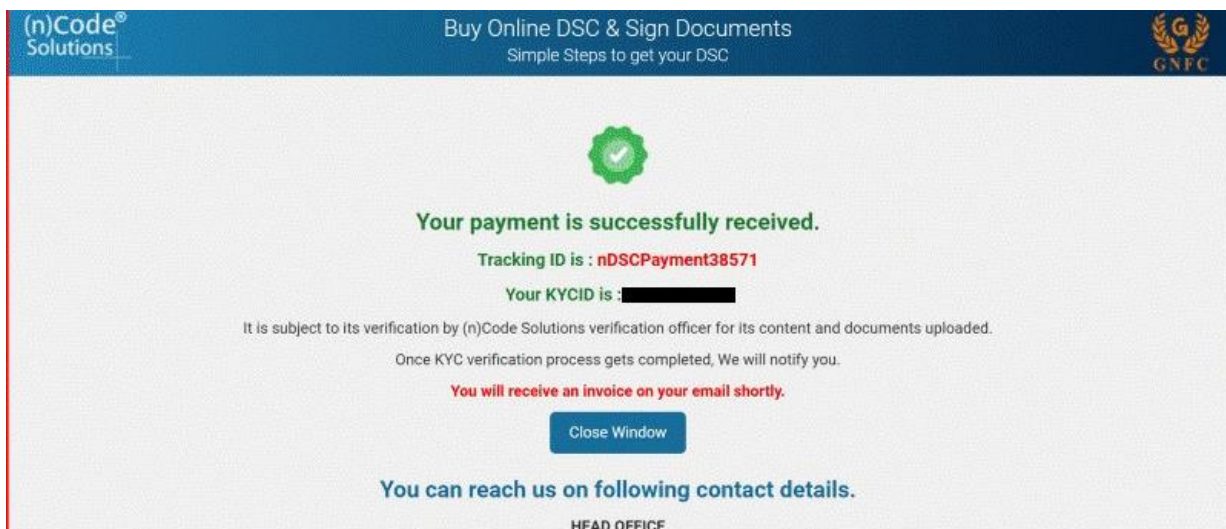 (n)Code®
Solutions
Buy Online DSC & Sign Documents
Simple Steps to get your DSC
G
GNFC
Your payment is successfully received.
Tracking ID is : nDSCPayment38571
Your KYCID is :
It is subject to its verification by (n)Code Solutions verification officer for its content and documents uploaded.
Once KYC verification process gets completed, We will notify you.
You will receive an invoice on your email shortly.
Close Window
You can reach us on following contact details.
HEAD OFFICE